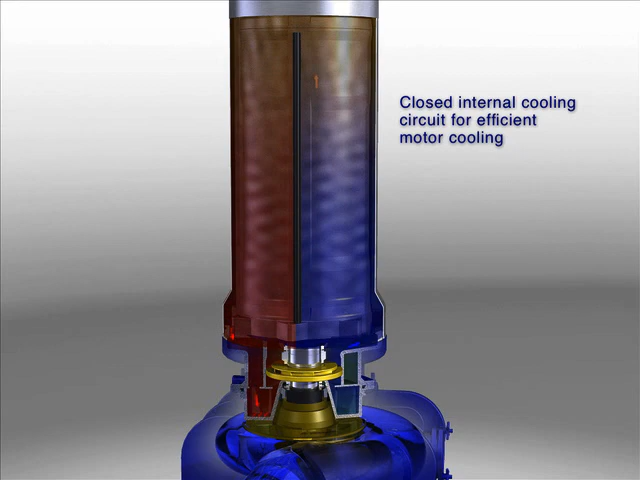 Closed internal cooling
circuit for efficient
motor cooling